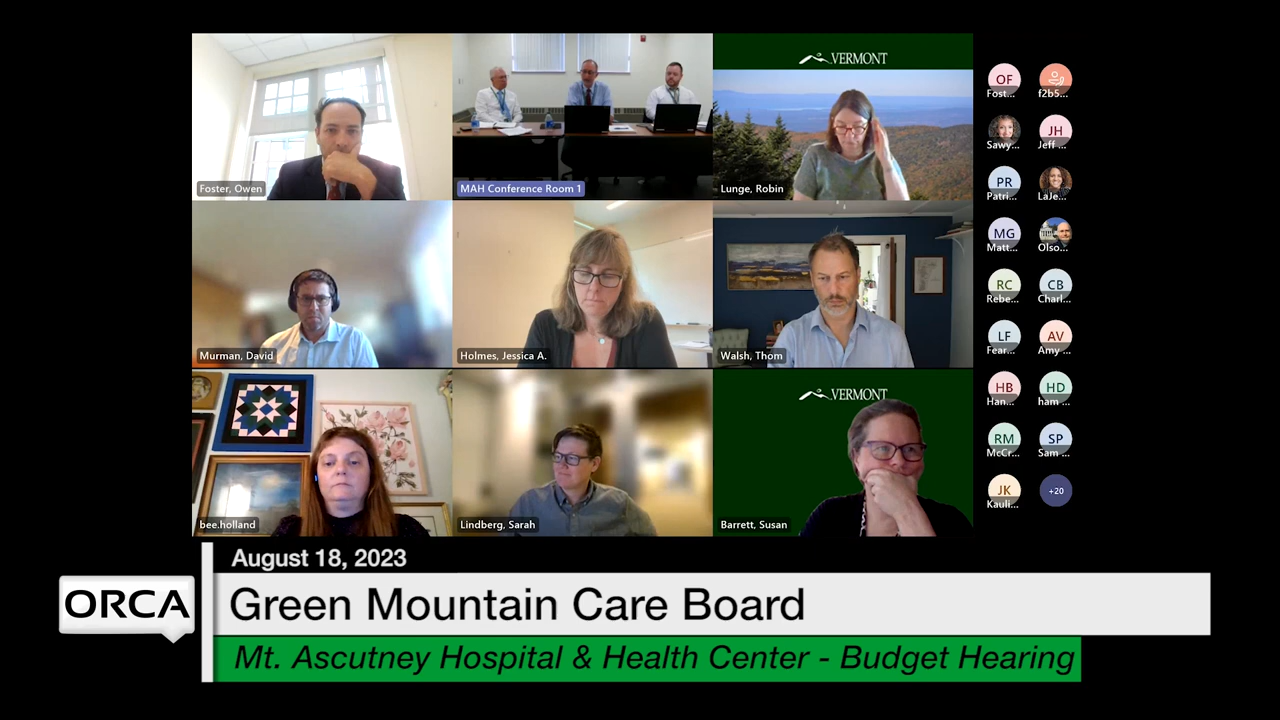 VERMONT
Foster, Owen
MAH Conference Room 1
Lunge, Robin
Murman, David
Holmes, Jessica A.
Walsh, Thom
VERMONT
bee.holland
Lindberg, Sarah
Barrett, Susan
OF
Fost...
f2b5...
Sawy...
JH
Jeff ...
PR
Patri...
LaJe...
MG
Matt...
Olso...
RC
Rebe...
CB
Charl...
LF
Fear...
AV
Amy ...
HB
Han...
HD
ham ...
RM
McCr...
SP
Sam ...
JK
Kauli...
+20
August 18, 2023
ORCA
Green Mountain Care Board
Mt. Ascutney Hospital & Health Center - Budget Hearing